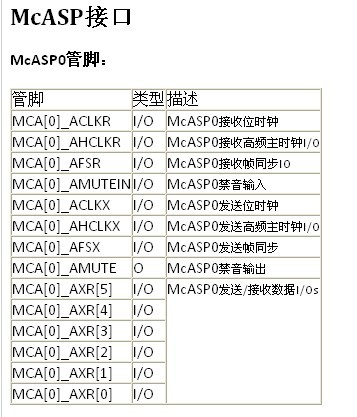 McASP接口
McASP0管脚：
管脚 类型 描述
MCA[0]_ACLKR I/O McASP0接收位时钟
MCA[0]_AHCLKR I/O McASP0接收高频主时钟I/O
MCA[0]_AFSR I/O McASP0接收帧同步IO
MCA[0]_AMUTEIN I/O McASP0禁音输入
MCA[0]_ACLKX I/O McASP0发送位时钟
MCA[0]_AHCLKX I/O McASP0发送高频主时钟I/O
MCA[0]_AFSX I/O McASP0发送帧同步
MCA[0]_AMUTE O McASP0禁音输出
MCA[0]_AXR[5] I/O McASP0发送/接收数据I/Os
MCA[0]_AXR[4] I/O
MCA[0]_AXR[3] I/O
MCA[0]_AXR[2] I/O
MCA[0]_AXR[1] I/O
MCA[0]_AXR[0] I/O